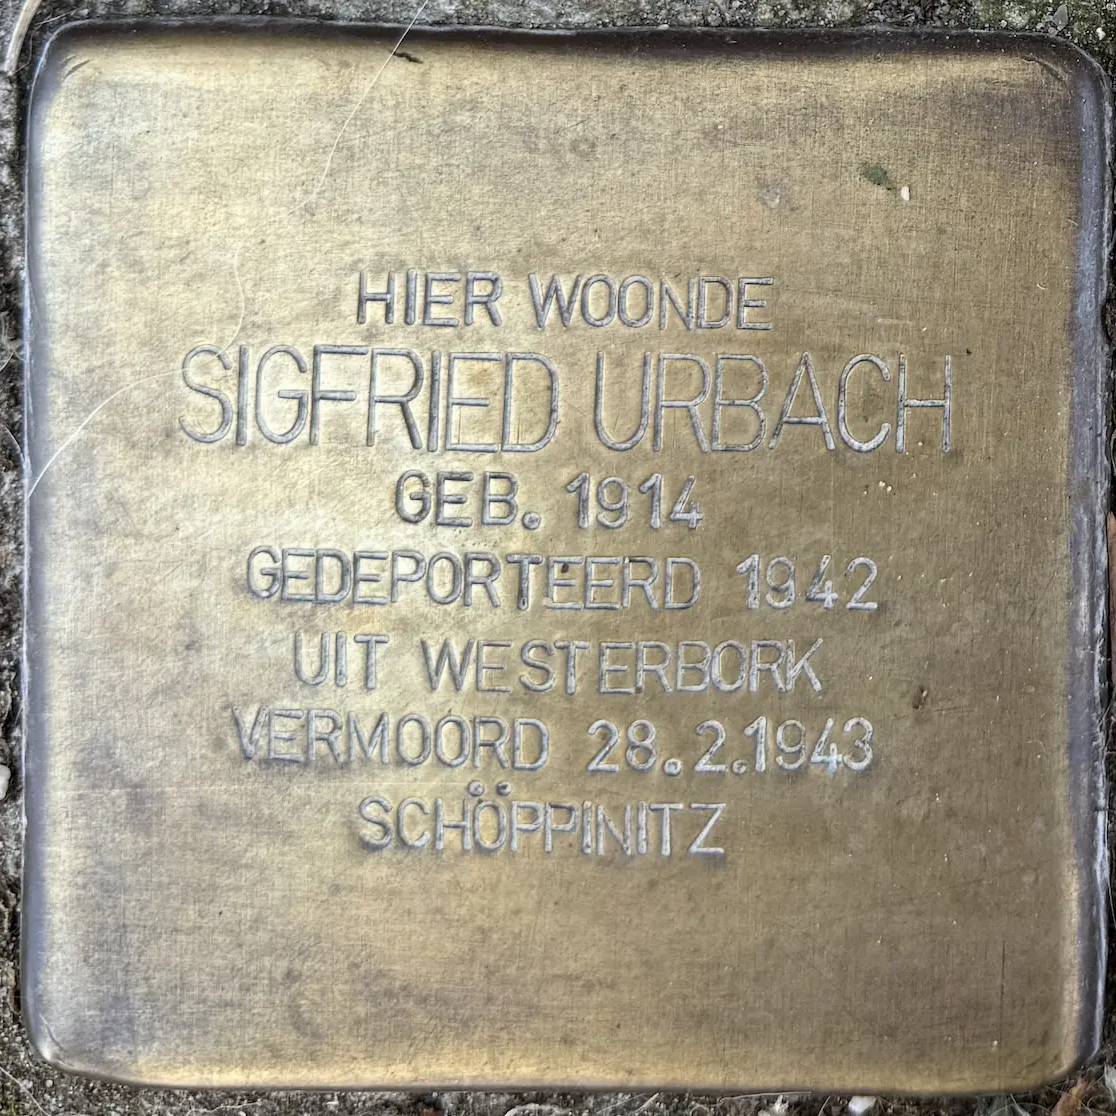 HIER WOONDE
SIGFRIED URBACH
GEB. 1914
GEDEPORTEERD 1942
UIT WESTERBORK
VERMOORD 28.2.1943
SCHÖPPINITZ